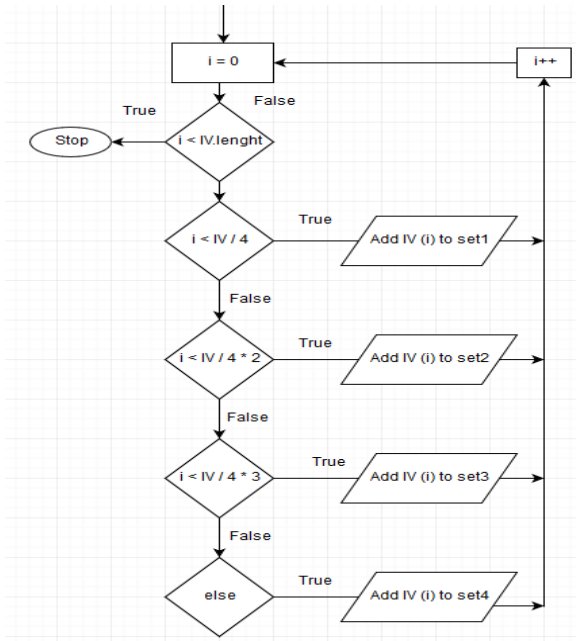 i = 0
i++
True
False
Stop
i < IV.lenght
i < IV / 4
True
Add IV (i) to set1
False
i < IV / 4 * 2
True
Add IV (i) to set2
False
i < IV / 4 * 3
True
Add IV (i) to set3
False
else
True
Add IV (i) to set4